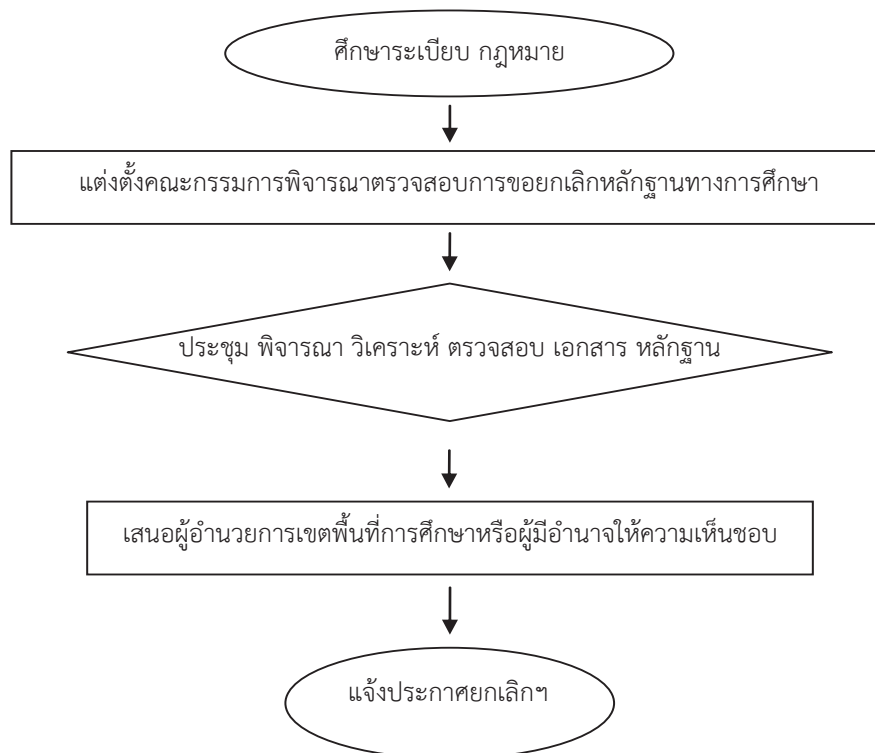 ศึกษาระเบียบ กฎหมาย
แต่งตั้งคณะกรรมการพิจารณาตรวจสอบการขอยกเลิกหลักฐานทางการศึกษา
ประชุม พิจารณา วิเคราะห์ ตรวจสอบ เอกสาร หลักฐาน
เสนอผู้อำนวยการเขตพื้นที่การศึกษาหรือผู้มีอำนาจให้ความเห็นชอบ
แจ้งประกาศยกเลิกฯ